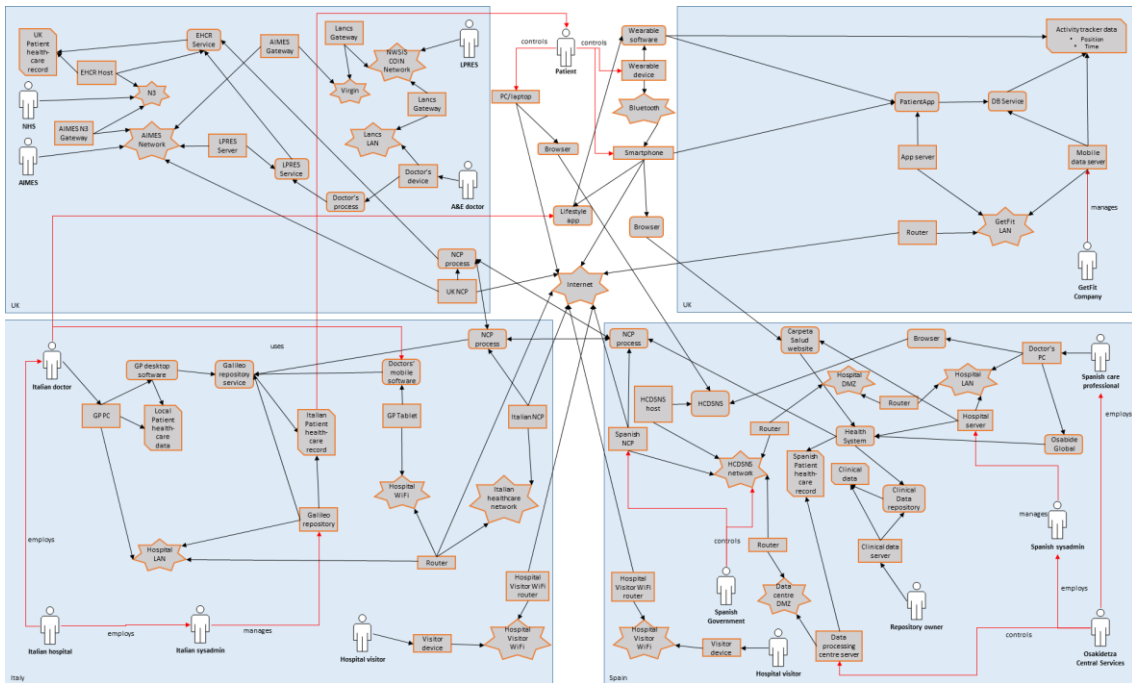 UK
Patient
health-
care
record
EHCR
Service
EHCR Host
N3
NHS
AIMES N3
Gateway
AIMES
AIMES
Network
AIMES
Gateway
Lancs
Gateway
Virgin
NWSIS
COIN
Network
LPRES
Lancs
Gateway
Lancs
LAN
LPRES
Server
LPRES
Service
Doctor's
process
Doctor's
device
A&E doctor
NCP
process
UK NCP
UK
Patient
controls
controls
PC/laptop
Browser
Wearable
software
Wearable
device
Bluetooth
Smartphone
Lifestyle
app
Browser
Internet
Activity tracker data
• Position
• Time
PatientApp
DB Service
App server
Mobile
data server
manages
Router
GetFit
LAN
GetFit
Company
UK
Italian doctor
uses
GP desktop
software
Galileo
repository
service
GP PC
Local
Patient
health-
care
data
Italian
Patient
health-
care
record
Doctors'
mobile
software
GP Tablet
NCP
process
Italian NCP
Hospital
WiFi
Italian
healthcare
network
Galileo
repository
Hospital
LAN
Router
employs
Hospital
Visitor WiFi
router
Italian hospital
employs
Italian sysadmin
manages
Hospital visitor
Visitor
device
Hospital
Visitor
WiFi
Italy
NCP
process
Carpeta
Salud
website
Browser
Doctor's
PC
Spanish care
professional
Hospital
DMZ
Hospital
LAN
HCDSNS
host
HCDSNS
Router
Router
Hospital
server
employs
Spanish
NCP
Health
System
Osabide
Global
HCDSNS
network
Spanish
Patient
health-
care
record
Clinical
data
Clinical
Data
repository
manages
Spanish sysadmin
Router
Clinical data
server
controls
Hospital
Visitor WiFi
router
Spanish
Government
Data
centre
DMZ
Repository owner
employs
controls
Hospital
Visitor
WiFi
Visitor
device
Hospital visitor
Data
processing
centre server
Osakidetza
Central Services
Spain